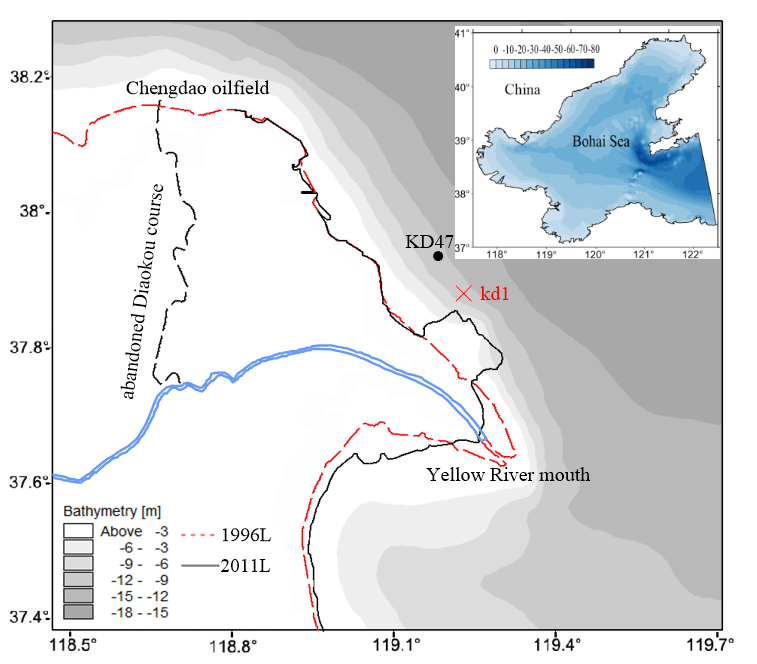 41°
0 -10-20-30-40-50-60-70-80
China
40°
Bohai Sea
39°
38°
37°
118° 119° 120° 121° 122°
38.2°
Chengdao oilfield
abandoned Diaokou course
38°
KD47
kd1
37.8°
37.6°
Yellow River mouth
Bathymetry [m]
Above -3
-6 - -3
-9 - -6
-12 - -9
-15 - -12
-18 - -15
1996L
2011L
37.4°
118.5° 118.8° 119.1° 119.4° 119.7°